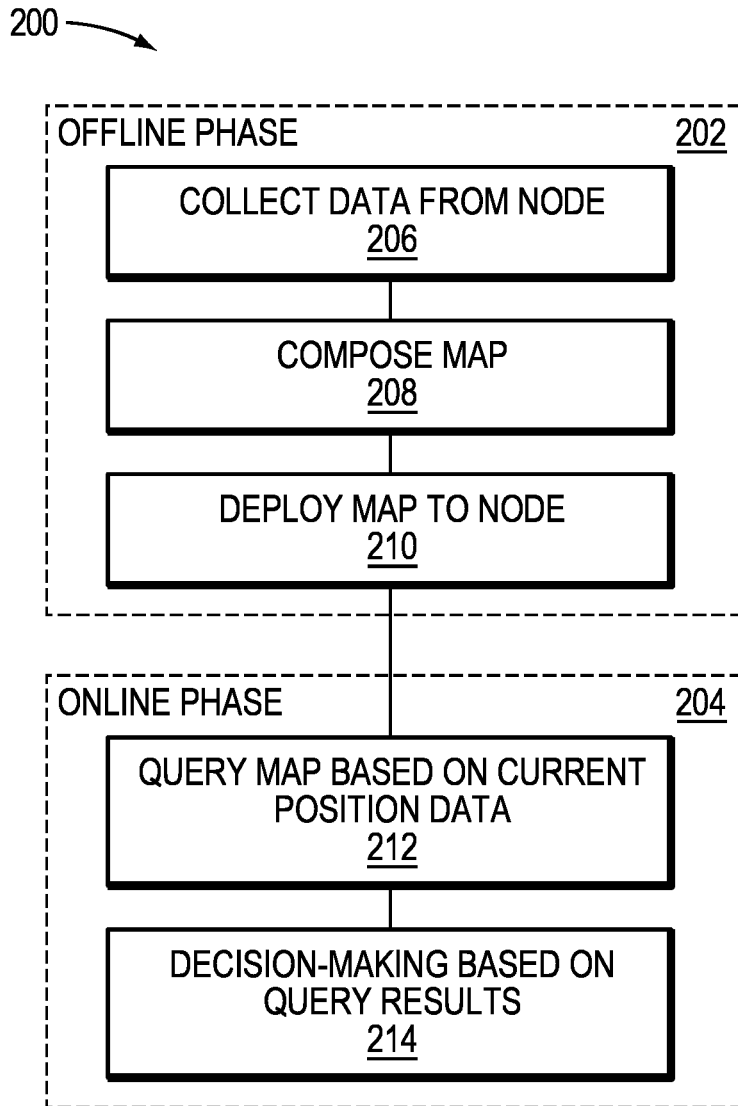 200
OFFLINE PHASE 202
COLLECT DATA FROM NODE
206
COMPOSE MAP
208
DEPLOY MAP TO NODE
210
ONLINE PHASE 204
QUERY MAP BASED ON CURRENT
POSITION DATA
212
DECISION-MAKING BASED ON
QUERY RESULTS
214